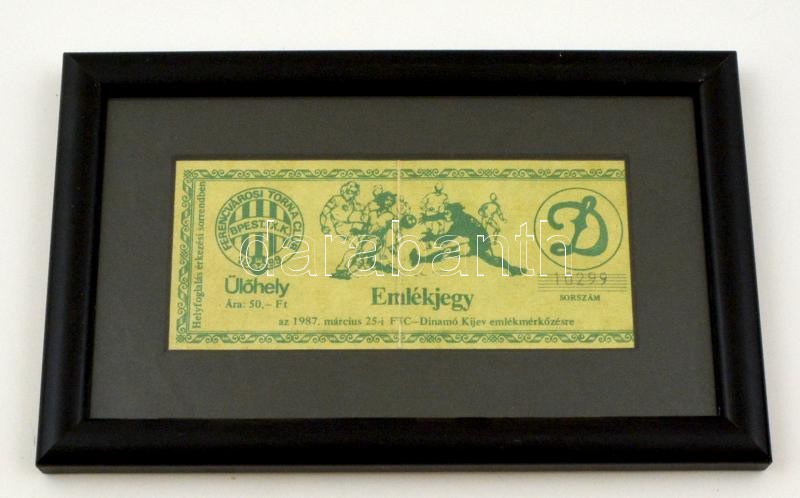 Helyfoglalás érkezési sorrendben
FERENCVÁROSI TORNA CLUB
BPEST.IX.K.
1899
Ülőhely
Ára: 50,– Ft
Emlékjegy
D
10299
SORSZÁM
az 1987. március 25-i FTC–Dinamó Kijev emlékmérkőzésre
darabanth